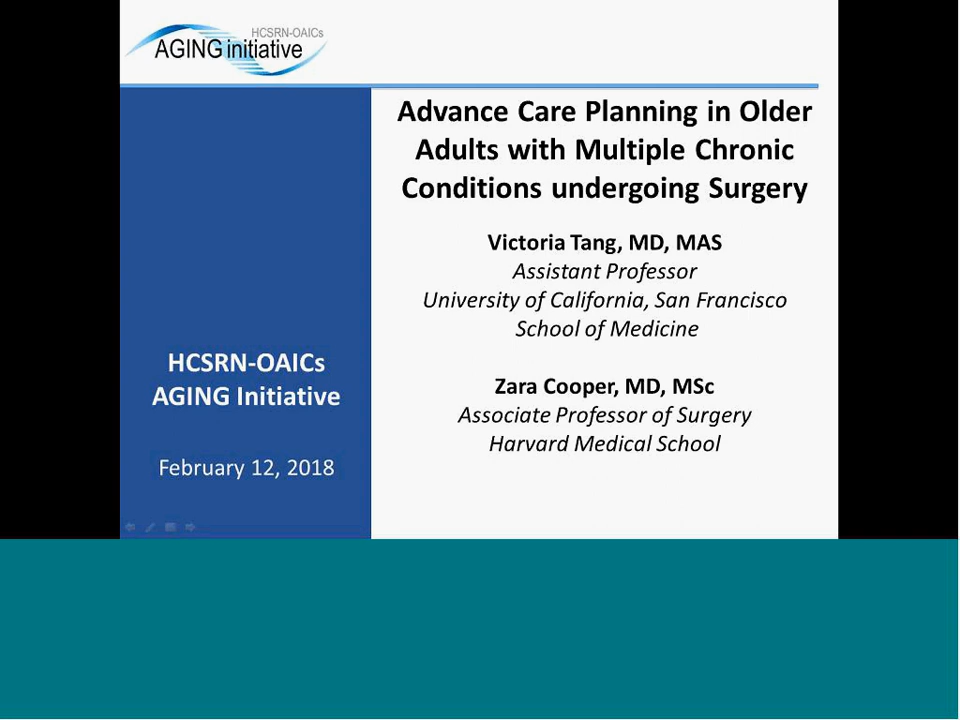 HCSRN-OAICs
AGING initiative
Advance Care Planning in Older
Adults with Multiple Chronic
Conditions undergoing Surgery
Victoria Tang, MD, MAS
Assistant Professor
University of California, San Francisco
School of Medicine
Zara Cooper, MD, MSc
Associate Professor of Surgery
Harvard Medical School
HCSRN-OAICs
AGING Initiative
February 12, 2018